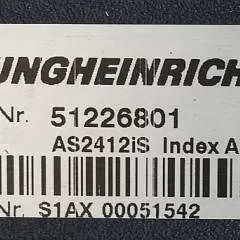 UNGHEINRICH
Nr. 51226801
AS2412iS Index A
Nr. S1AX 00051542